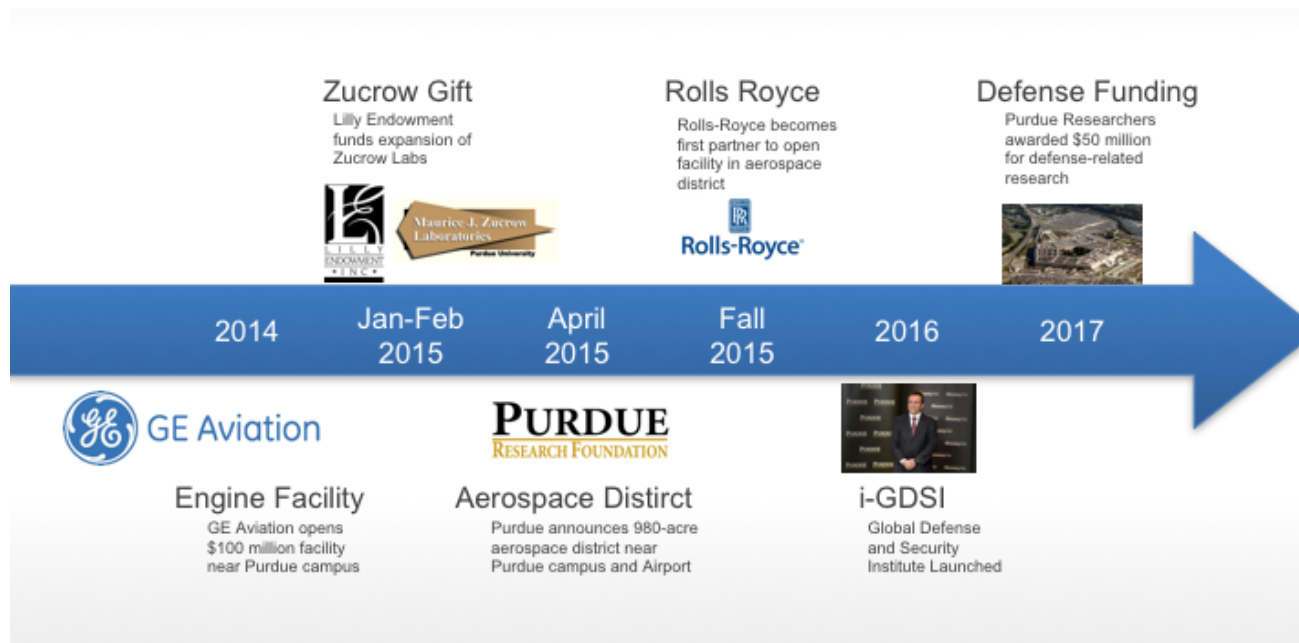 Zucrow Gift
Lilly Endowment
funds expansion of
Zucrow Labs
LILLY
ENDOWMENT
• INC •
Maurice J. Zucrow
Laboratories
Purdue University
Rolls Royce
Rolls-Royce becomes
first partner to open
facility in aerospace
district
RR
Rolls-Royce
Defense Funding
Purdue Researchers
awarded $50 million
for defense-related
research
2014
Jan-Feb
2015
April
2015
Fall
2015
2016
2017
GE GE Aviation
Engine Facility
GE Aviation opens
$100 million facility
near Purdue campus
PURDUE
RESEARCH FOUNDATION
Aerospace Distirct
Purdue announces 980-acre
aerospace district near
Purdue campus and Airport
i-GDSI
Global Defense
and Security
Institute Launched